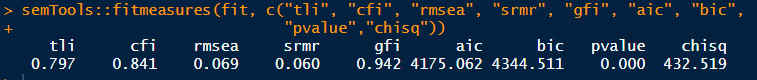 > semTools::fitmeasures(fit, c("tli", "cfi", "rmsea", "srmr", "gfi", "aic", "bic",
+ "pvalue","chisq"))
tli cfi rmsea srmr gfi aic bic pvalue chisq
0.797 0.841 0.069 0.060 0.942 4175.062 4344.511 0.000 432.519